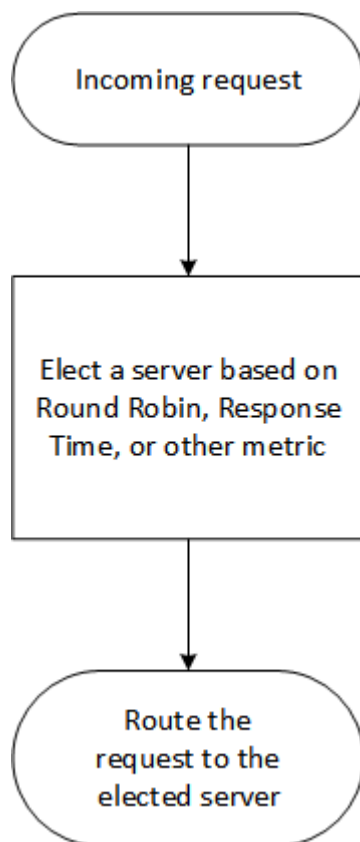 Incoming request
Elect a server based on
Round Robin, Response
Time, or other metric
Route the
request to the
elected server